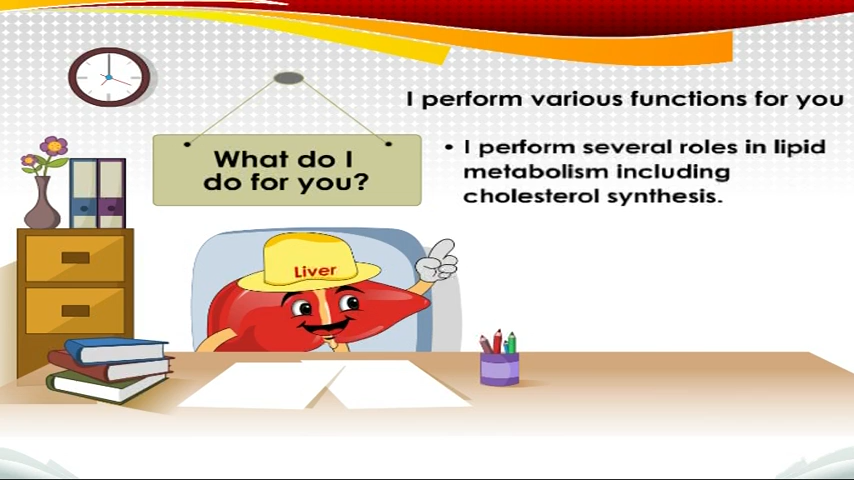 I perform various functions for you
What do I
do for you?
• I perform several roles in lipid
metabolism including
cholesterol synthesis.
Liver